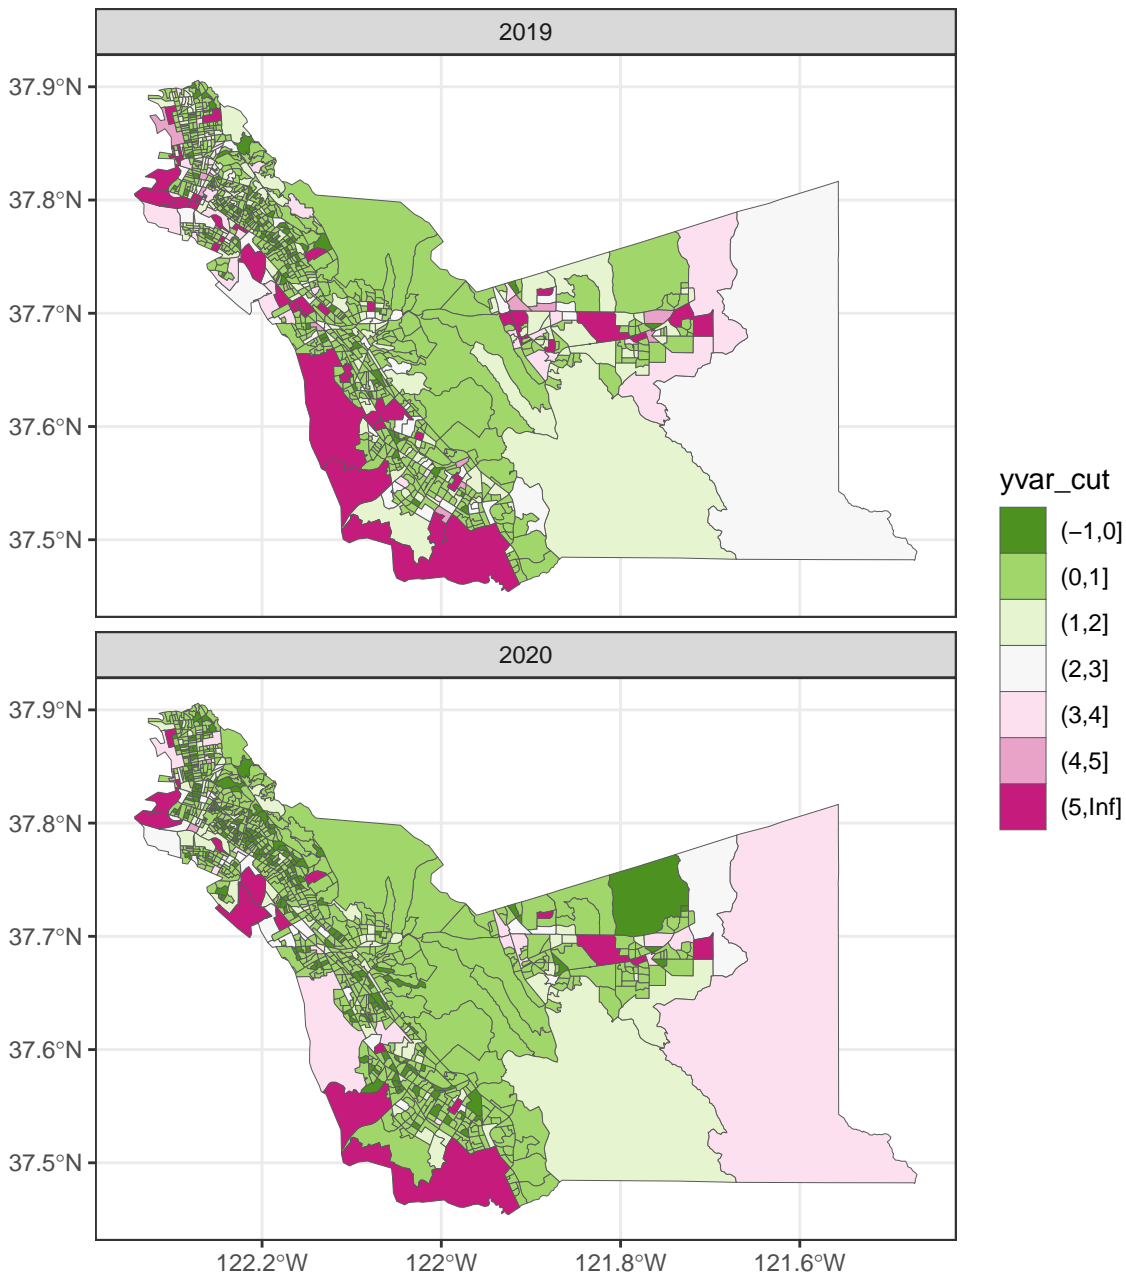 2019
37.9°N
37.8°N
37.7°N
37.6°N
37.5°N
2020
37.9°N
37.8°N
37.7°N
37.6°N
37.5°N
122.2°W 122°W 121.8°W 121.6°W
yvar_cut
(−1,0]
(0,1]
(1,2]
(2,3]
(3,4]
(4,5]
(5,Inf]